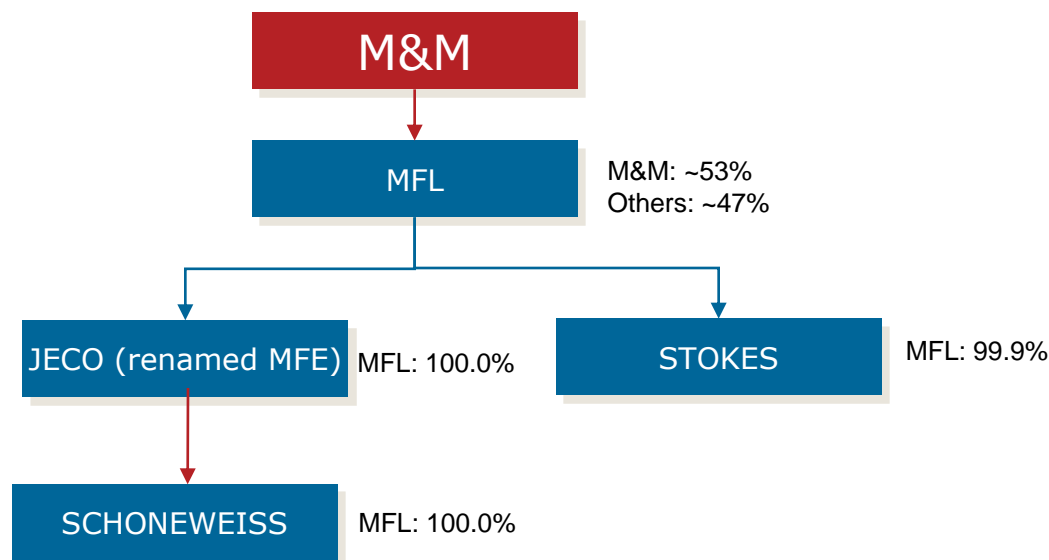 M&M
MFL
M&M: ~53%
Others: ~47%
JECO (renamed MFE)
MFL: 100.0%
STOKES
MFL: 99.9%
SCHONEWEISS
MFL: 100.0%